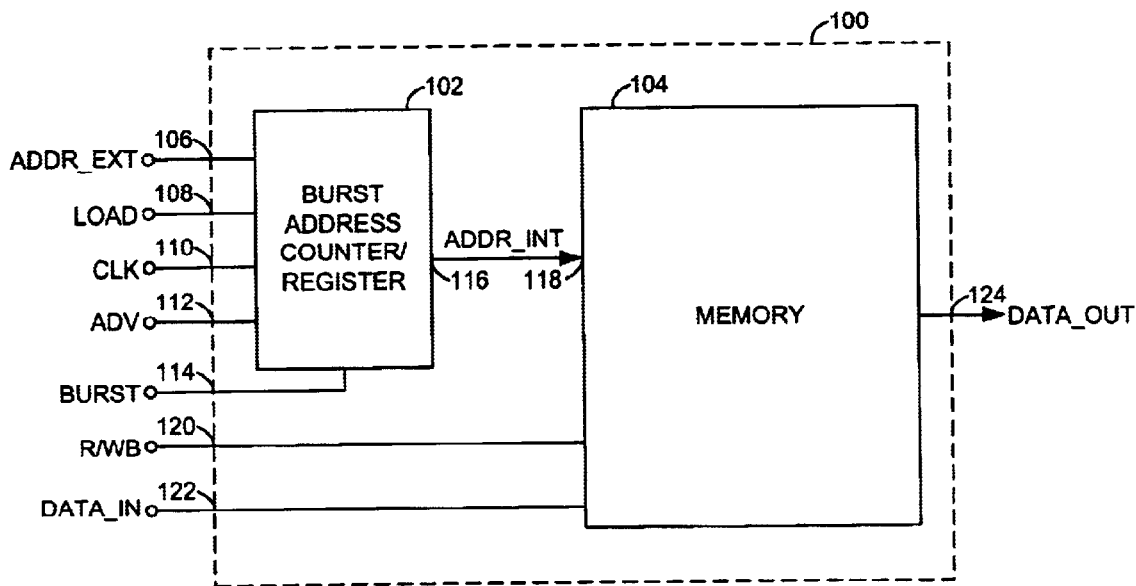 100
102
104
106
ADDR_EXT
108
LOAD
BURST
ADDRESS
COUNTER/
REGISTER
ADDR_INT
110
CLK
116
118
112
ADV
MEMORY
124
DATA_OUT
114
BURST
120
R/WB
122
DATA_IN